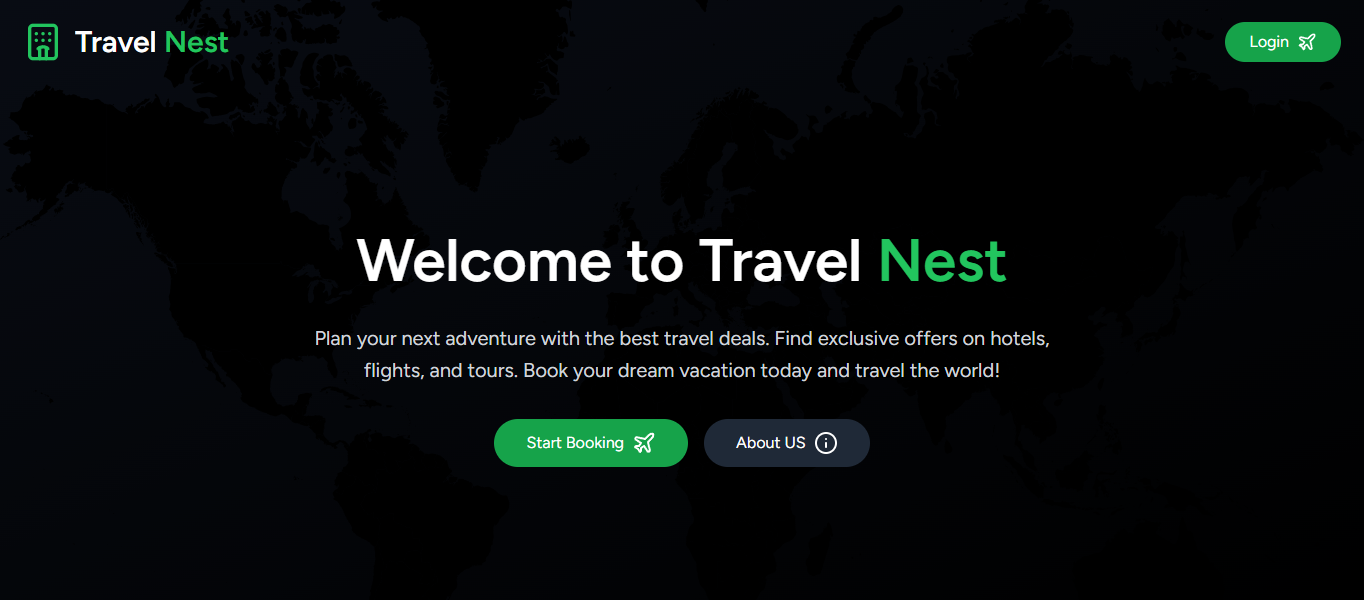 Travel Nest
Login
Welcome to Travel Nest
Plan your next adventure with the best travel deals. Find exclusive offers on hotels,
flights, and tours. Book your dream vacation today and travel the world!
Start Booking
About US